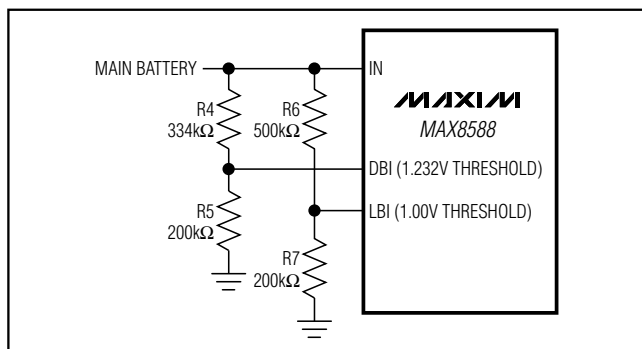 MAIN BATTERY
IN
R4
334kΩ
R6
500kΩ
MAXIM
MAX8588
DBI (1.232V THRESHOLD)
R5
200kΩ
LBI (1.00V THRESHOLD)
R7
200kΩ